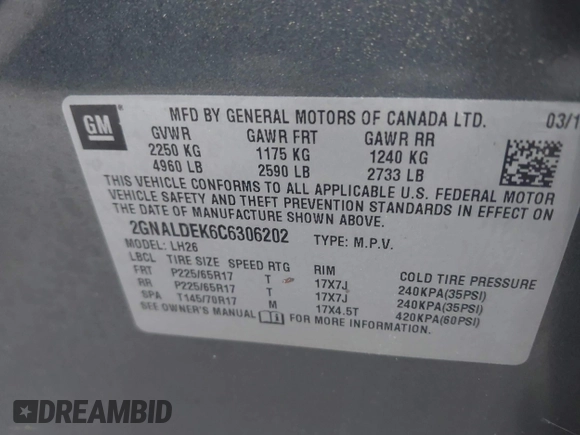 GM
MFD BY GENERAL MOTORS OF CANADA LTD. 03/1
GVWR GAWR FRT GAWR RR
2250 KG 1175 KG 1240 KG
4960 LB 2590 LB 2733 LB
THIS VEHICLE CONFORMS TO ALL APPLICABLE U.S. FEDERAL MOTOR
VEHICLE SAFETY AND THEFT PREVENTION STANDARDS IN EFFECT ON
THE DATE OF MANUFACTURE SHOWN ABOVE.
2GNALDEK6C6306202 TYPE: M.P.V.
MODEL: LH26
LBCL TIRE SIZE SPEED RTG RIM COLD TIRE PRESSURE
FRT P225/65R17 T 17X7J 240KPA(35PSI)
RR P225/65R17 T 17X7J 240KPA(35PSI)
SPA T145/70R17 M 17X4.5T 420KPA(60PSI)
SEE OWNER'S MANUAL FOR MORE INFORMATION.
DREAMBID